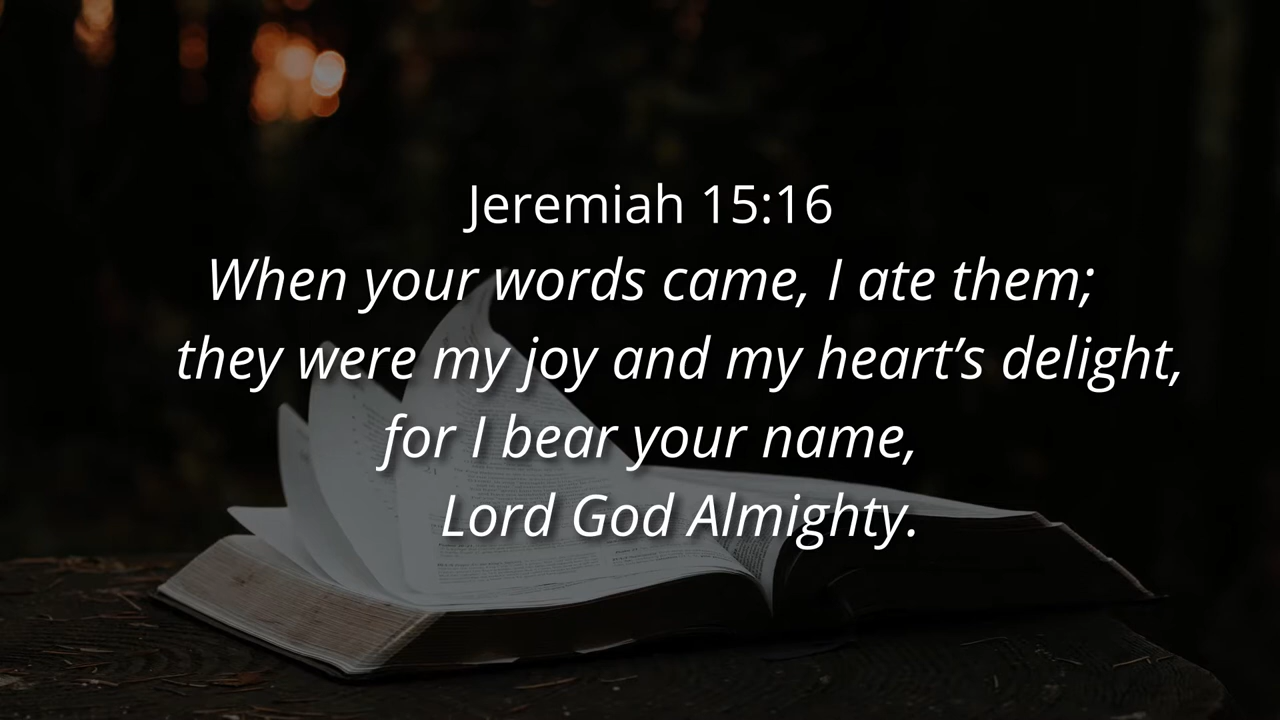 Jeremiah 15:16
When your words came, I ate them;
they were my joy and my heart’s delight,
for I bear your name,
Lord God Almighty.